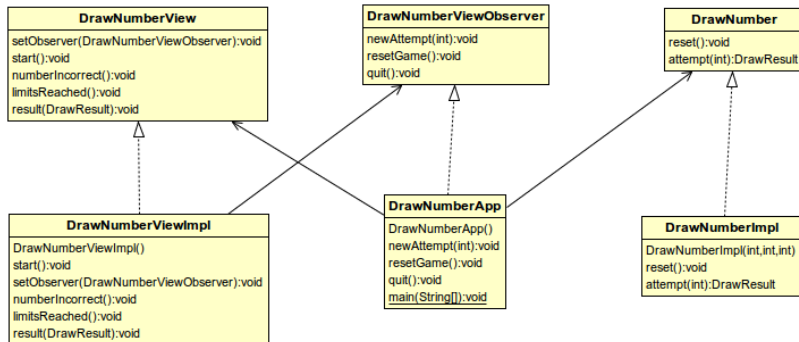 DrawNumberView
setObserver(DrawNumberViewObserver):void
start():void
numberIncorrect():void
limitsReached():void
result(DrawResult):void
DrawNumberViewObserver
newAttempt(int):void
resetGame():void
quit():void
DrawNumber
reset():void
attempt(int):DrawResult
DrawNumberViewImpl
DrawNumberViewImpl()
start():void
setObserver(DrawNumberViewObserver):void
numberIncorrect():void
limitsReached():void
result(DrawResult):void
DrawNumberApp
DrawNumberApp()
newAttempt(int):void
resetGame():void
quit():void
main(String[]):void
DrawNumberImpl
DrawNumberImpl(int,int,int)
reset():void
attempt(int):DrawResult